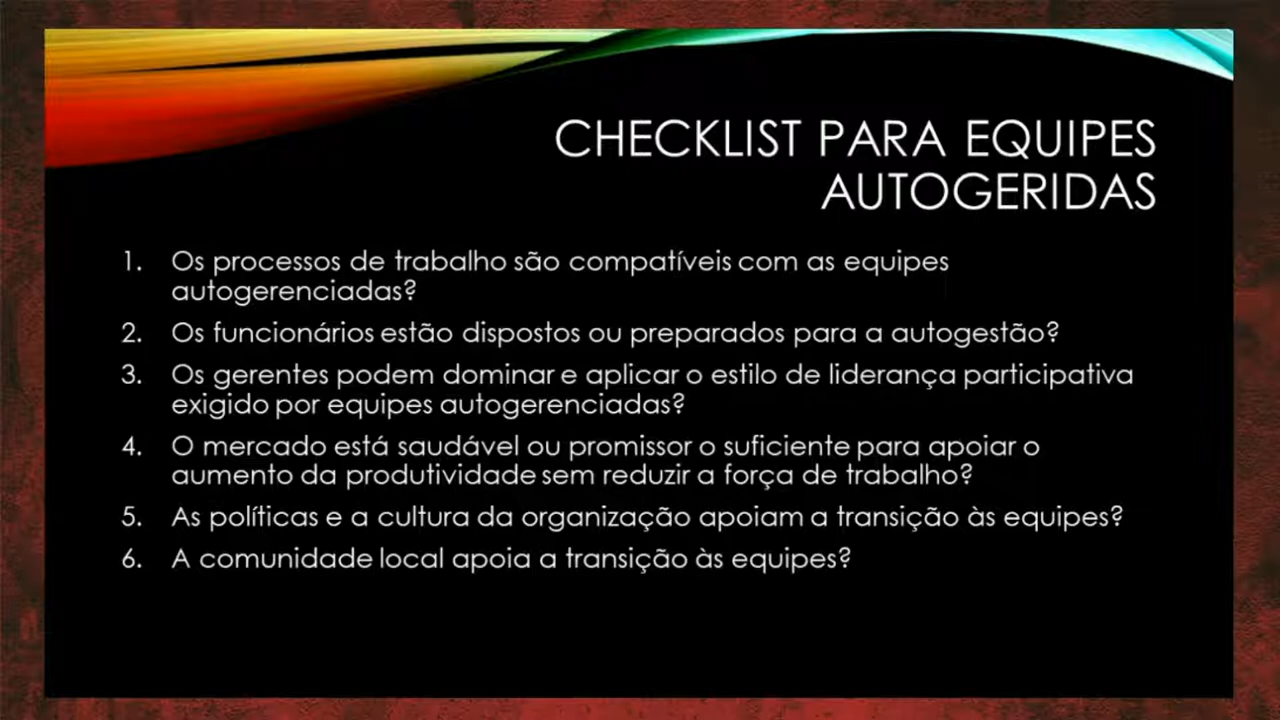 CHECKLIST PARA EQUIPES
AUTOGERIDAS
1. Os processos de trabalho são compatíveis com as equipes
autogerenciadas?
2. Os funcionários estão dispostos ou preparados para a autogestão?
3. Os gerentes podem dominar e aplicar o estilo de liderança participativa
exigido por equipes autogerenciadas?
4. O mercado está saudável ou promissor o suficiente para apoiar o
aumento da produtividade sem reduzir a força de trabalho?
5. As políticas e a cultura da organização apoiam a transição às equipes?
6. A comunidade local apoia a transição às equipes?